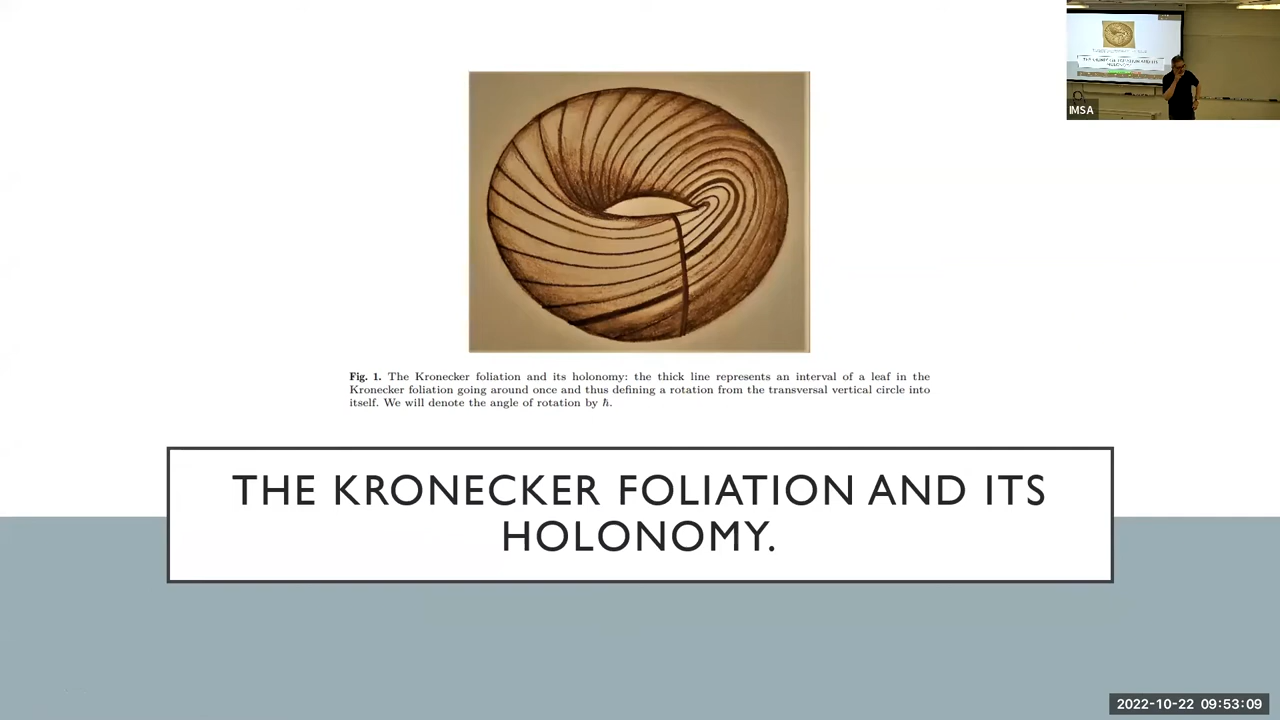 IMSA
Fig. 1. The Kronecker foliation and its holonomy: the thick line represents an interval of a leaf in the
Kronecker foliation going around once and thus defining a rotation from the transversal vertical circle into
itself. We will denote the angle of rotation by ℏ.
THE KRONECKER FOLIATION AND ITS
HOLONOMY.
2022-10-22 09:53:09